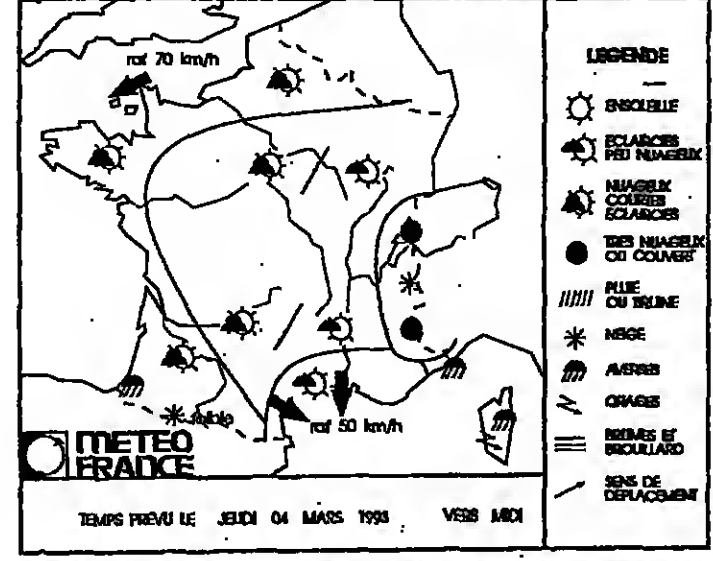 raf 70 km/h
faible
raf 50 km/h
METEO
FRANCE
TEMPS PREVU LE JEUDI 04 MARS 1993 VERS MIDI
LEGENDE
ENSOLEILLE
ECLAIRCIES
PEU NUAGEUX
NUAGEUX
COURTES
ECLAIRCIES
TRES NUAGEUX
OU COUVERT
PLUIE
OU BRUINE
NEIGE
AVERSES
ORAGES
BRUMES ET
BROUILLARD
SENS DE
DEPLACEMENT